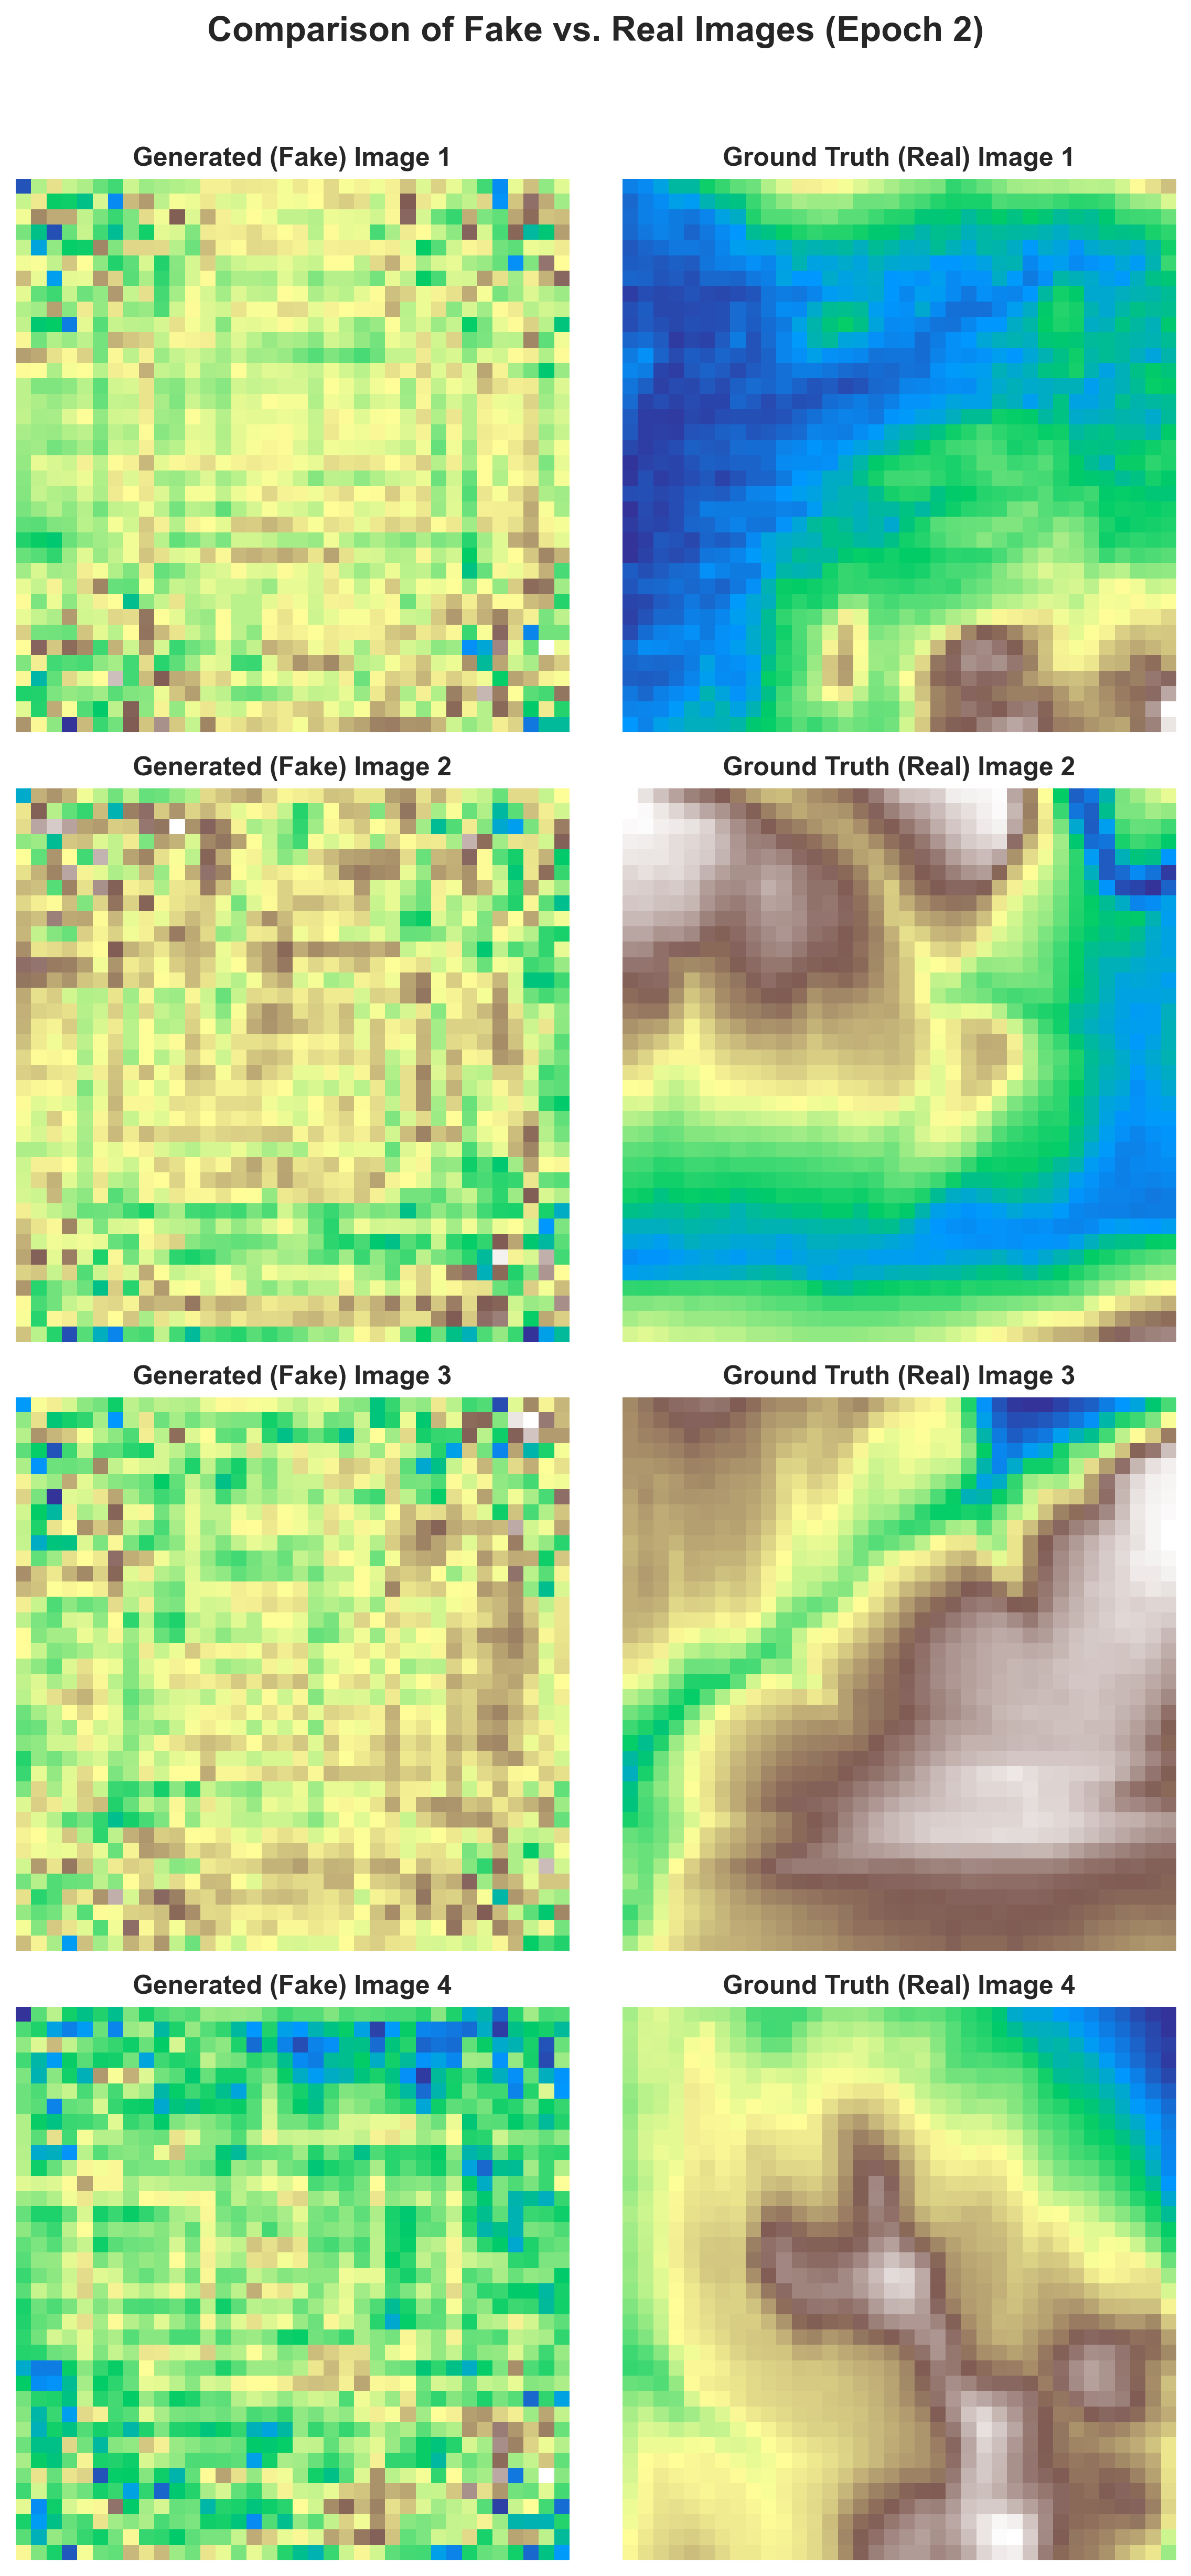 Comparison of Fake vs. Real Images (Epoch 2)
Generated (Fake) Image 1
Ground Truth (Real) Image 1
Generated (Fake) Image 2
Ground Truth (Real) Image 2
Generated (Fake) Image 3
Ground Truth (Real) Image 3
Generated (Fake) Image 4
Ground Truth (Real) Image 4